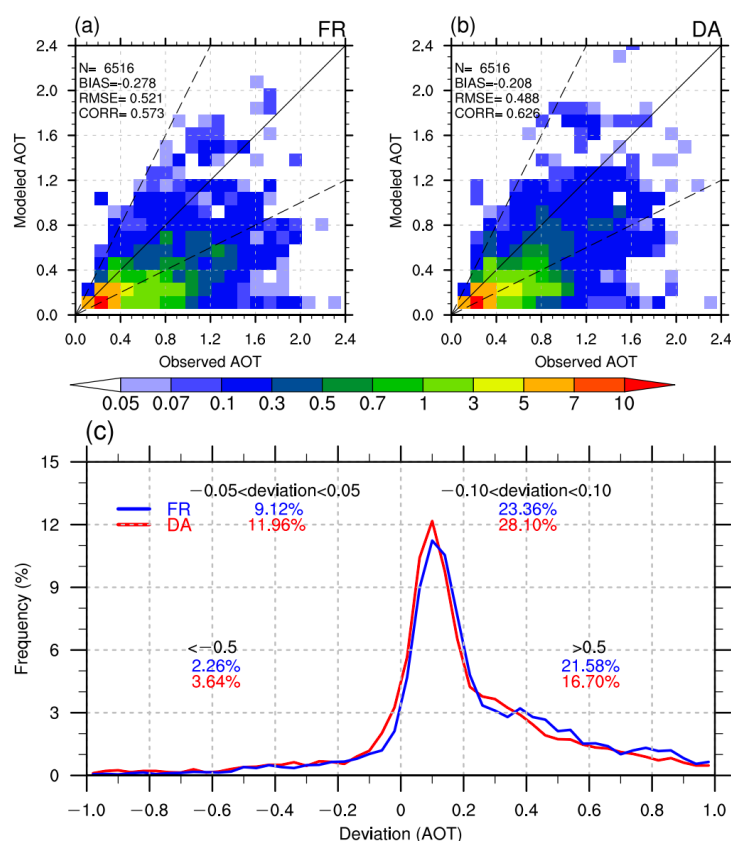 (a) FR
N= 6516
BIAS=-0.278
RMSE= 0.521
CORR= 0.573
2.4
2.0
1.6
1.2
0.8
0.4
0.0
Modeled AOT
0.0 0.4 0.8 1.2 1.6 2.0 2.4
Observed AOT
(b) DA
N= 6516
BIAS=-0.208
RMSE= 0.488
CORR= 0.626
2.4
2.0
1.6
1.2
0.8
0.4
0.0
Modeled AOT
0.0 0.4 0.8 1.2 1.6 2.0 2.4
Observed AOT
0.05 0.07 0.1 0.3 0.5 0.7 1 3 5 7 10
(c)
15
12
9
6
3
0
Frequency (%)
−0.05<deviation<0.05 −0.10<deviation<0.10
FR 9.12% 23.36%
DA 11.96% 28.10%
<−0.5 >0.5
2.26% 21.58%
3.64% 16.70%
−1.0 −0.8 −0.6 −0.4 −0.2 0 0.2 0.4 0.6 0.8 1.0
Deviation (AOT)